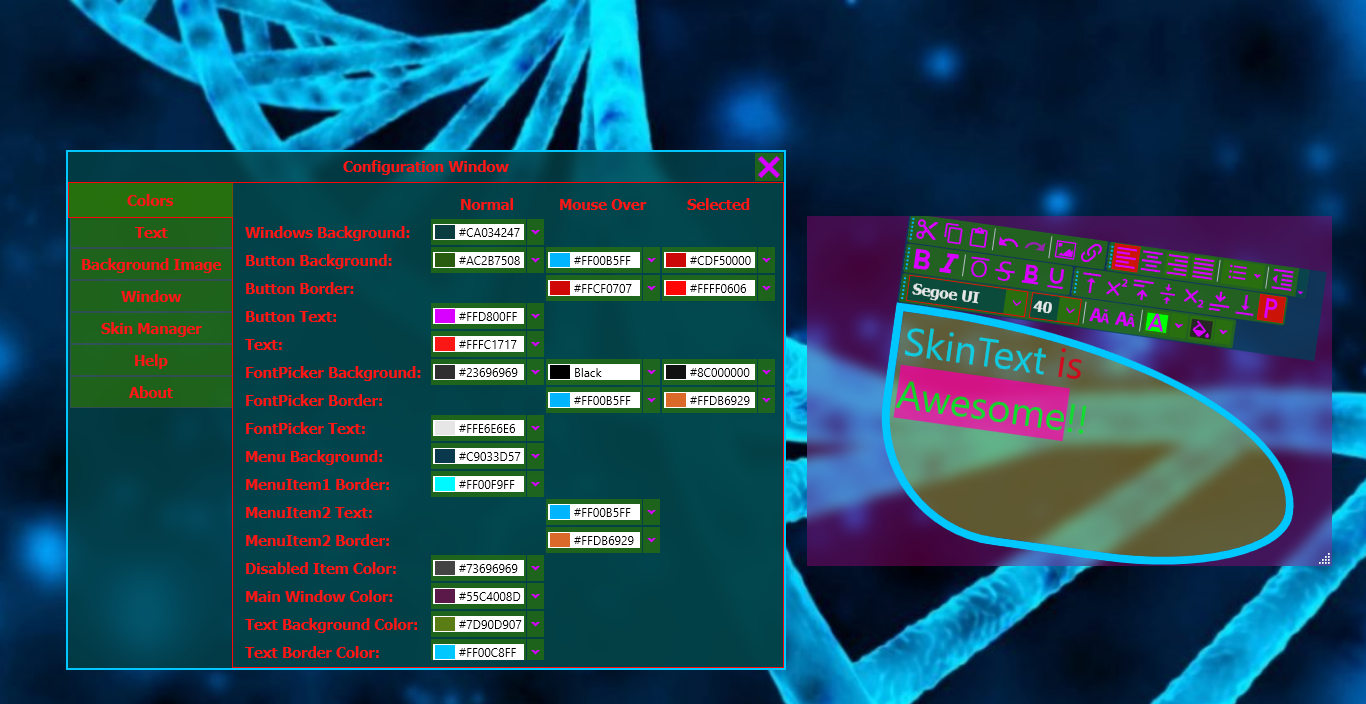 Configuration Window
Colors
Text
Background Image
Window
Skin Manager
Help
About
Normal Mouse Over Selected
Windows Background: #CA034247
Button Background: #AC2B7508 #FF00B5FF #CDF50000
Button Border: #FFCF0707 #FFFF0606
Button Text: #FFD800FF
Text: #FFFC1717
FontPicker Background: #23696969 Black #8C000000
FontPicker Border: #FF00B5FF #FFDB6929
FontPicker Text: #FFE6E6E6
Menu Background: #C9033D57
MenuItem1 Border: #FF00F9FF
MenuItem2 Text: #FF00B5FF
MenuItem2 Border: #FFDB6929
Disabled Item Color: #73696969
Main Window Color: #55C4008D
Text Background Color: #7D90D907
Text Border Color: #FF00C8FF
B I O S B U X² X₂ P
Segoe UI 40 AA AA A
SkinText is
Awesome!!